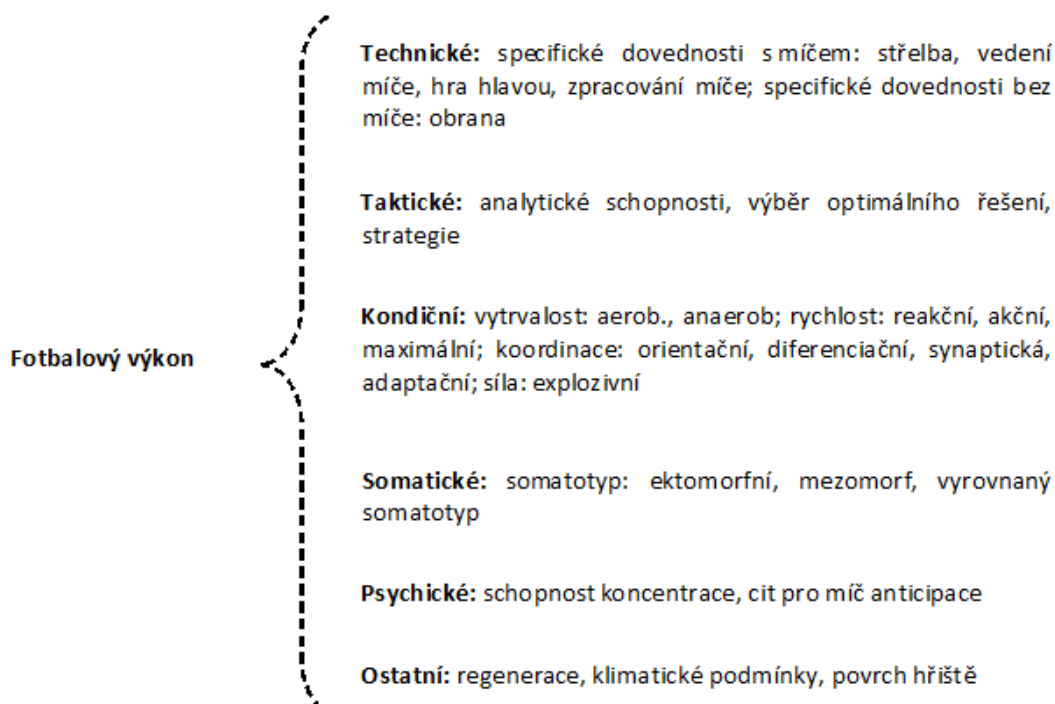 Technické: specifické dovednosti s míčem: střelba, vedení
míče, hra hlavou, zpracování míče; specifické dovednosti bez
míče: obrana
Taktické: analytické schopnosti, výběr optimálního řešení,
strategie
Kondiční: vytrvalost: aerob., anaerob; rychlost: reakční, akční,
maximální; koordinace: orientační, diferenciační, synaptická,
adaptační; síla: explozivní
Fotbalový výkon
Somatické: somatotyp: ektomorfní, mezomorf, vyrovnaný
somatotyp
Psychické: schopnost koncentrace, cit pro míč anticipace
Ostatní: regenerace, klimatické podmínky, povrch hřiště